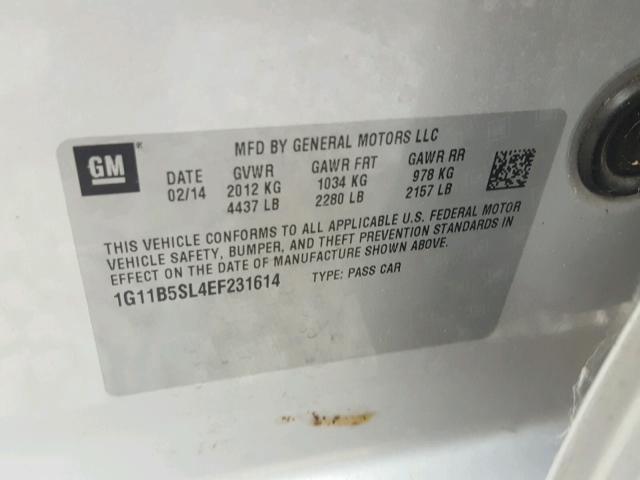 GM
MFD BY GENERAL MOTORS LLC
DATE GVWR GAWR FRT GAWR RR
02/14 2012 KG 1034 KG 978 KG
4437 LB 2280 LB 2157 LB
THIS VEHICLE CONFORMS TO ALL APPLICABLE U.S. FEDERAL MOTOR
VEHICLE SAFETY, BUMPER, AND THEFT PREVENTION STANDARDS IN
EFFECT ON THE DATE OF MANUFACTURE SHOWN ABOVE.
1G11B5SL4EF231614 TYPE: PASS CAR